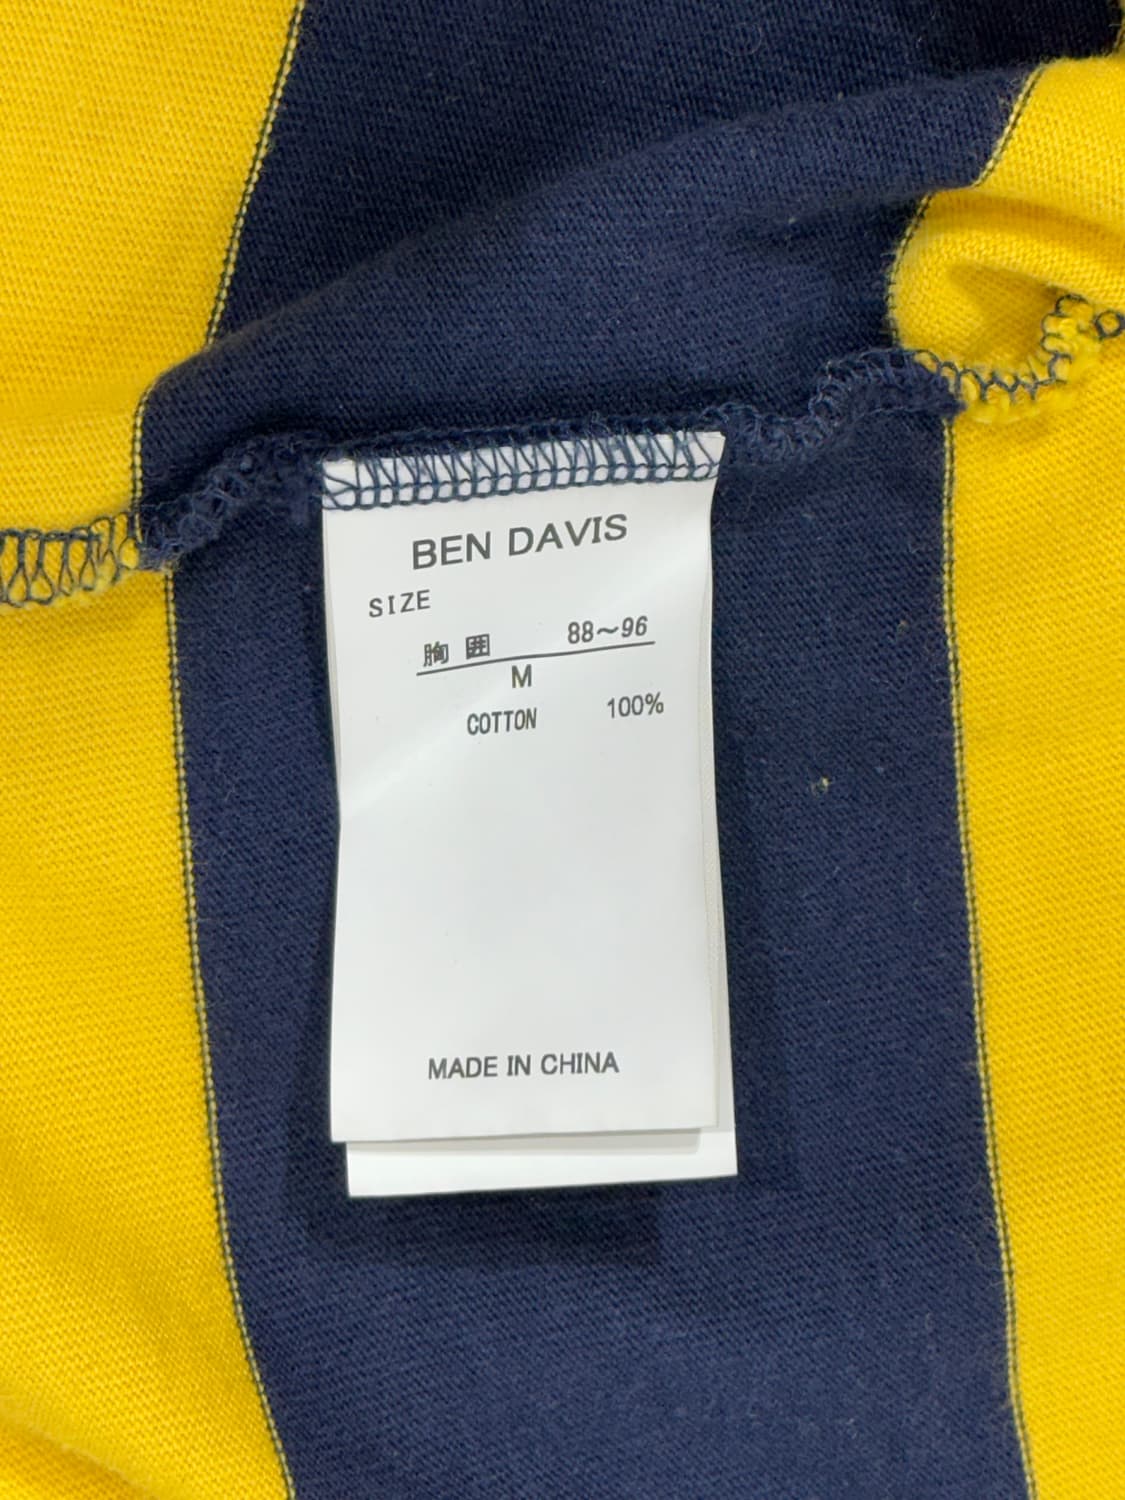 BEN DAVIS
SIZE
胸囲 88～96
M
COTTON 100%
MADE IN CHINA